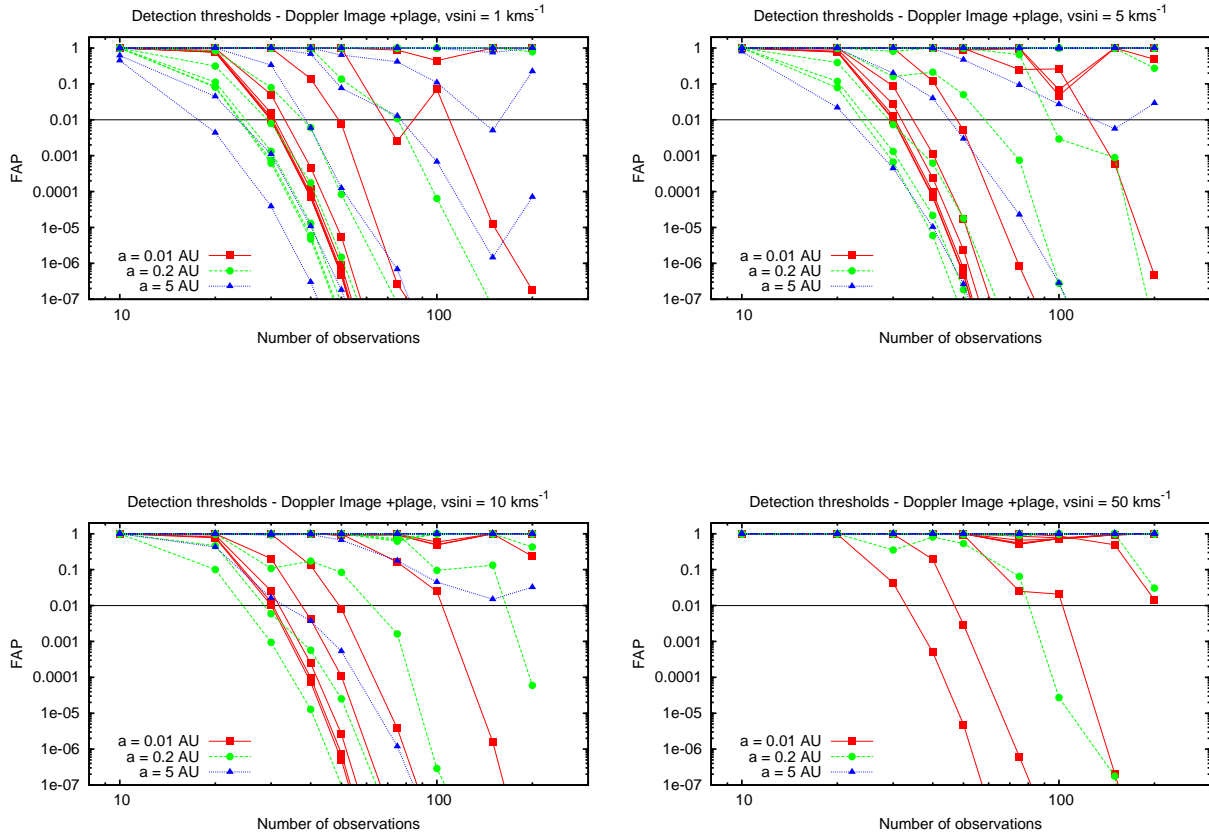 Detection thresholds - Doppler Image +plage, vsini = 1 kms⁻¹
1
0.1
0.01
0.001
0.0001
1e-05
1e-06
1e-07
FAP
a = 0.01 AU
a = 0.2 AU
a = 5 AU
10
100
Number of observations
Detection thresholds - Doppler Image +plage, vsini = 5 kms⁻¹
1
0.1
0.01
0.001
0.0001
1e-05
1e-06
1e-07
FAP
a = 0.01 AU
a = 0.2 AU
a = 5 AU
10
100
Number of observations
Detection thresholds - Doppler Image +plage, vsini = 10 kms⁻¹
1
0.1
0.01
0.001
0.0001
1e-05
1e-06
1e-07
FAP
a = 0.01 AU
a = 0.2 AU
a = 5 AU
10
100
Number of observations
Detection thresholds - Doppler Image +plage, vsini = 50 kms⁻¹
1
0.1
0.01
0.001
0.0001
1e-05
1e-06
1e-07
FAP
a = 0.01 AU
a = 0.2 AU
a = 5 AU
10
100
Number of observations